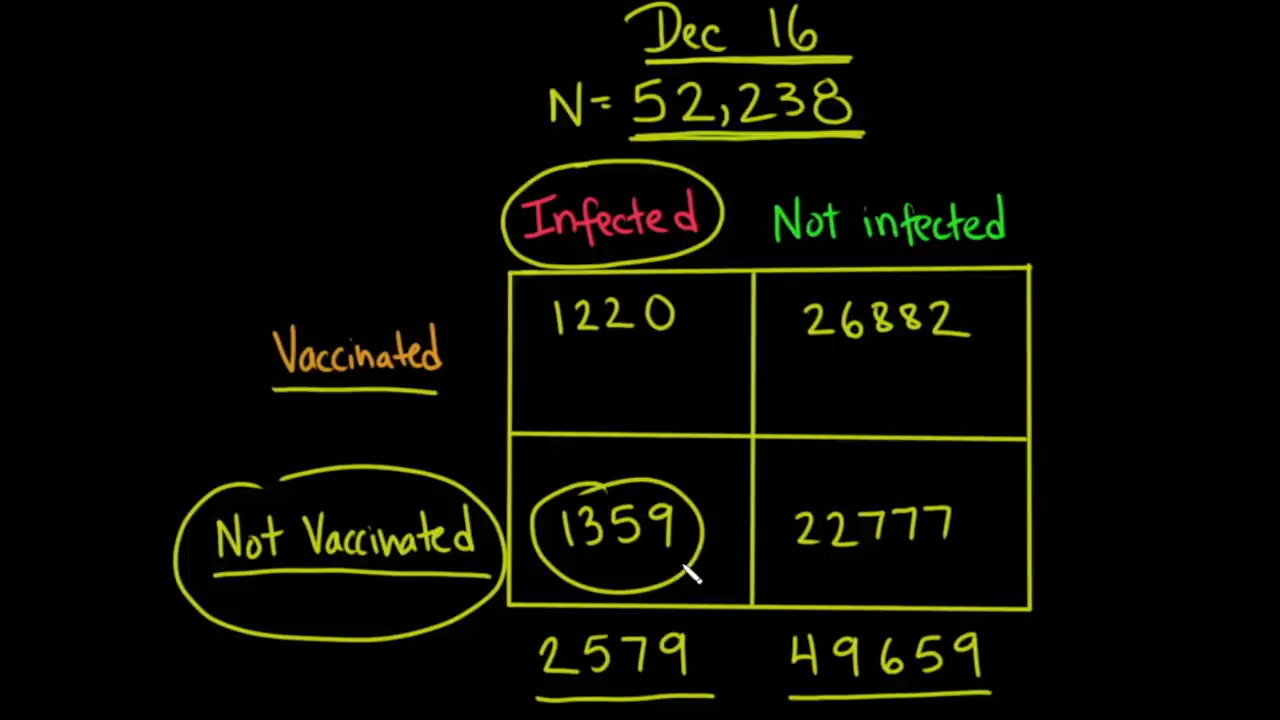 Dec 16
N= 52,238
Infected Not infected
Vaccinated 1220 26882
Not Vaccinated 1359 22777
2579 49659